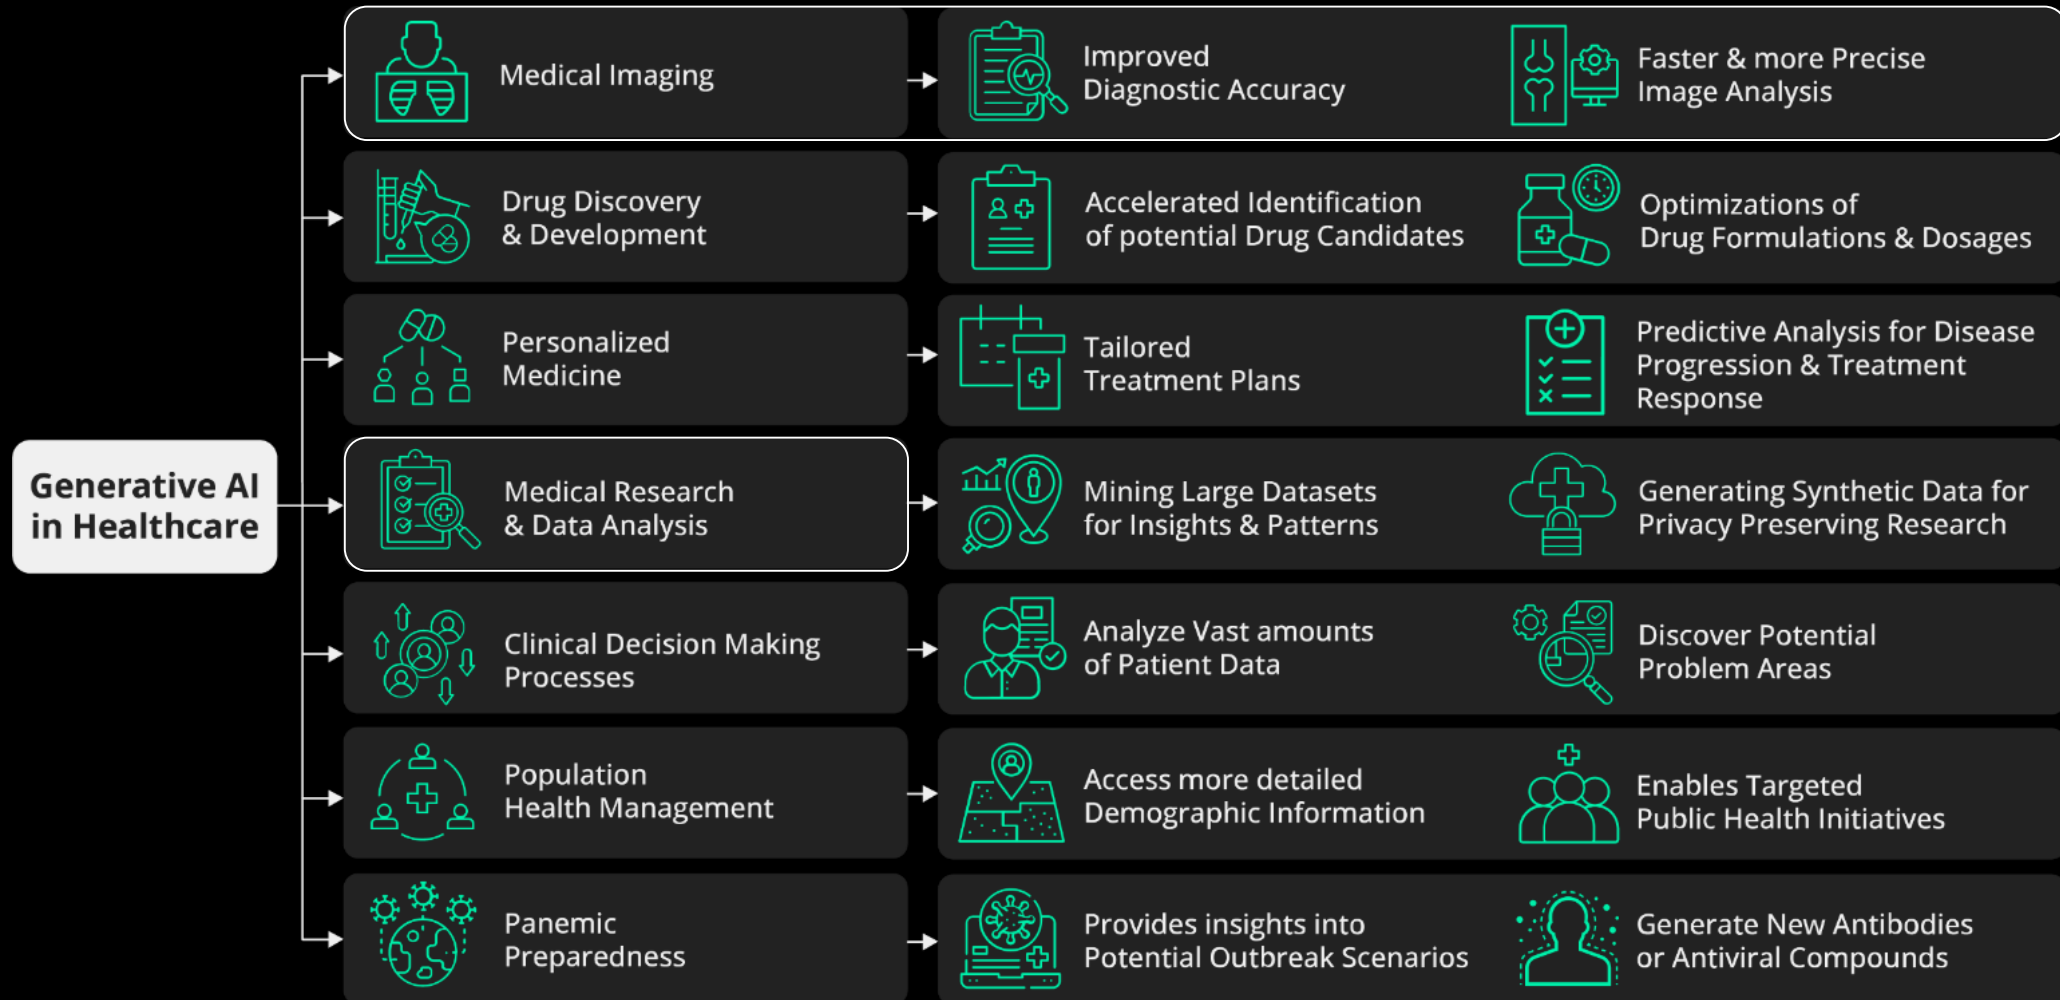 Generative AI
in Healthcare
Medical Imaging
Improved
Diagnostic Accuracy
Faster & more Precise
Image Analysis
Drug Discovery
& Development
Accelerated Identification
of potential Drug Candidates
Optimizations of
Drug Formulations & Dosages
Personalized
Medicine
Tailored
Treatment Plans
Predictive Analysis for Disease
Progression & Treatment
Response
Medical Research
& Data Analysis
Mining Large Datasets
for Insights & Patterns
Generating Synthetic Data for
Privacy Preserving Research
Clinical Decision Making
Processes
Analyze Vast amounts
of Patient Data
Discover Potential
Problem Areas
Population
Health Management
Access more detailed
Demographic Information
Enables Targeted
Public Health Initiatives
Panemic
Preparedness
Provides insights into
Potential Outbreak Scenarios
Generate New Antibodies
or Antiviral Compounds